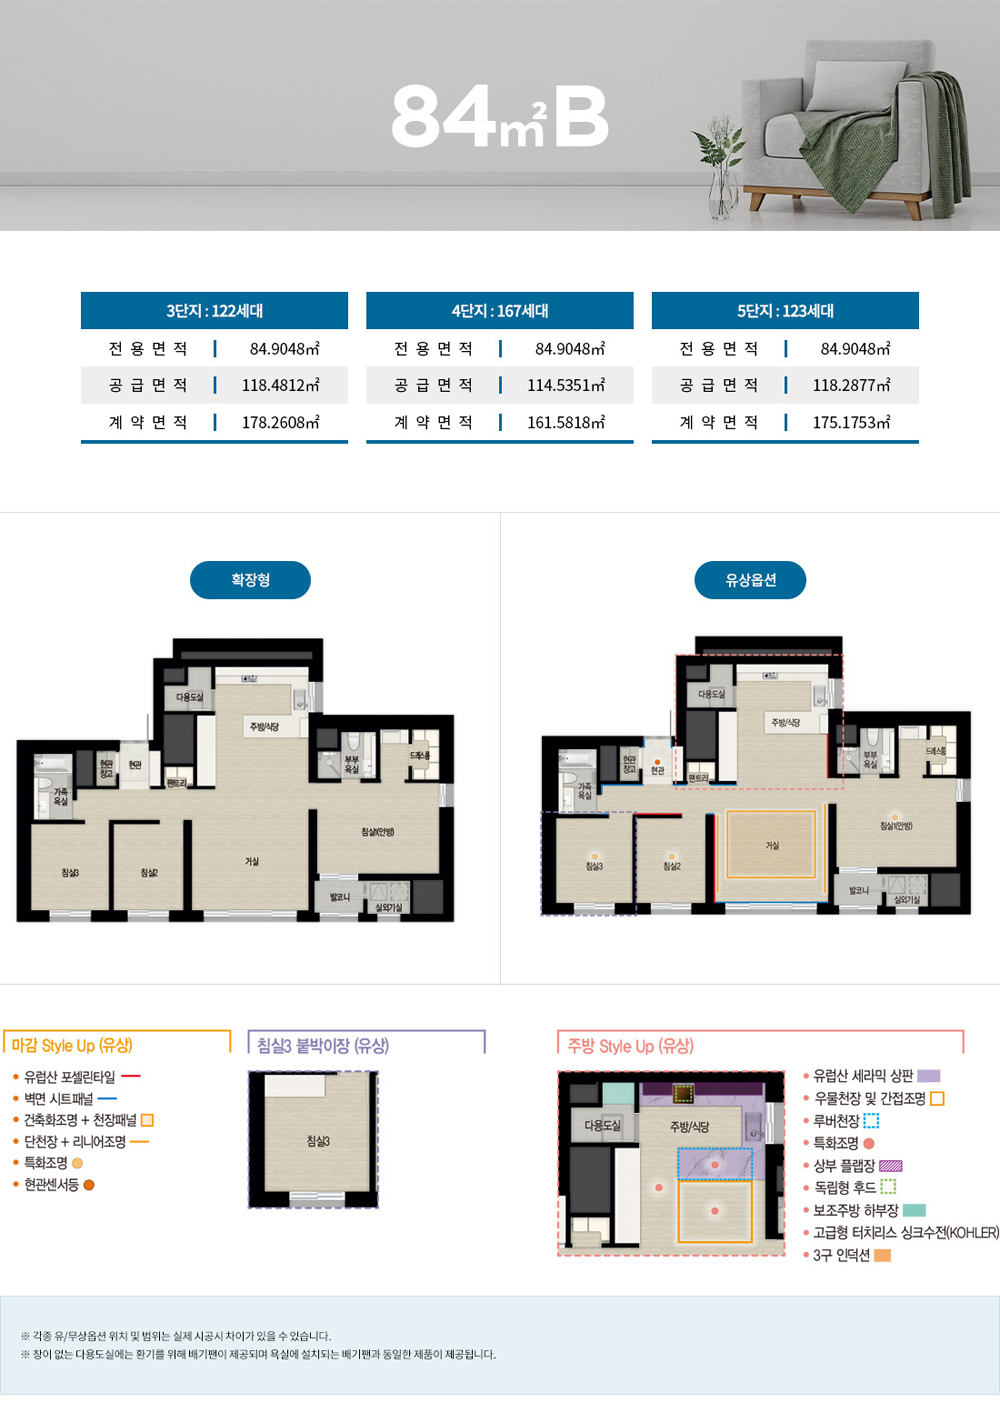 84㎡B
3단지 : 122세대
전 용 면 적 84.9048㎡
공 급 면 적 118.4812㎡
계 약 면 적 178.2608㎡
4단지 : 167세대
전 용 면 적 84.9048㎡
공 급 면 적 114.5351㎡
계 약 면 적 161.5818㎡
5단지 : 123세대
전 용 면 적 84.9048㎡
공 급 면 적 118.2877㎡
계 약 면 적 175.1753㎡
확장형
다용도실
주방/식당
현관
창고
현관
팬트리
부부
욕실
드레스룸
가족
욕실
침실1(안방)
침실3
침실2
거실
발코니
실외기실
유상옵션
다용도실
주방/식당
현관
창고
현관
팬트리
부부
욕실
드레스룸
가족
욕실
침실1(안방)
침실3
침실2
거실
발코니
실외기실
마감 Style Up (유상)
유럽산 포셀린타일
벽면 시트패널
건축화조명 + 천장패널
단천장 + 리니어조명
특화조명
현관센서등
침실3 붙박이장 (유상)
침실3
주방 Style Up (유상)
다용도실
주방/식당
유럽산 세라믹 상판
우물천장 및 간접조명
루버천장
특화조명
상부 플랩장
독립형 후드
보조주방 하부장
고급형 터치리스 싱크수전(KOHLER)
3구 인덕션
※ 각종 유/무상옵션 위치 및 범위는 실제 시공시 차이가 있을 수 있습니다.
※ 창이 없는 다용도실에는 환기를 위해 배기팬이 제공되며 욕실에 설치되는 배기팬과 동일한 제품이 제공됩니다.